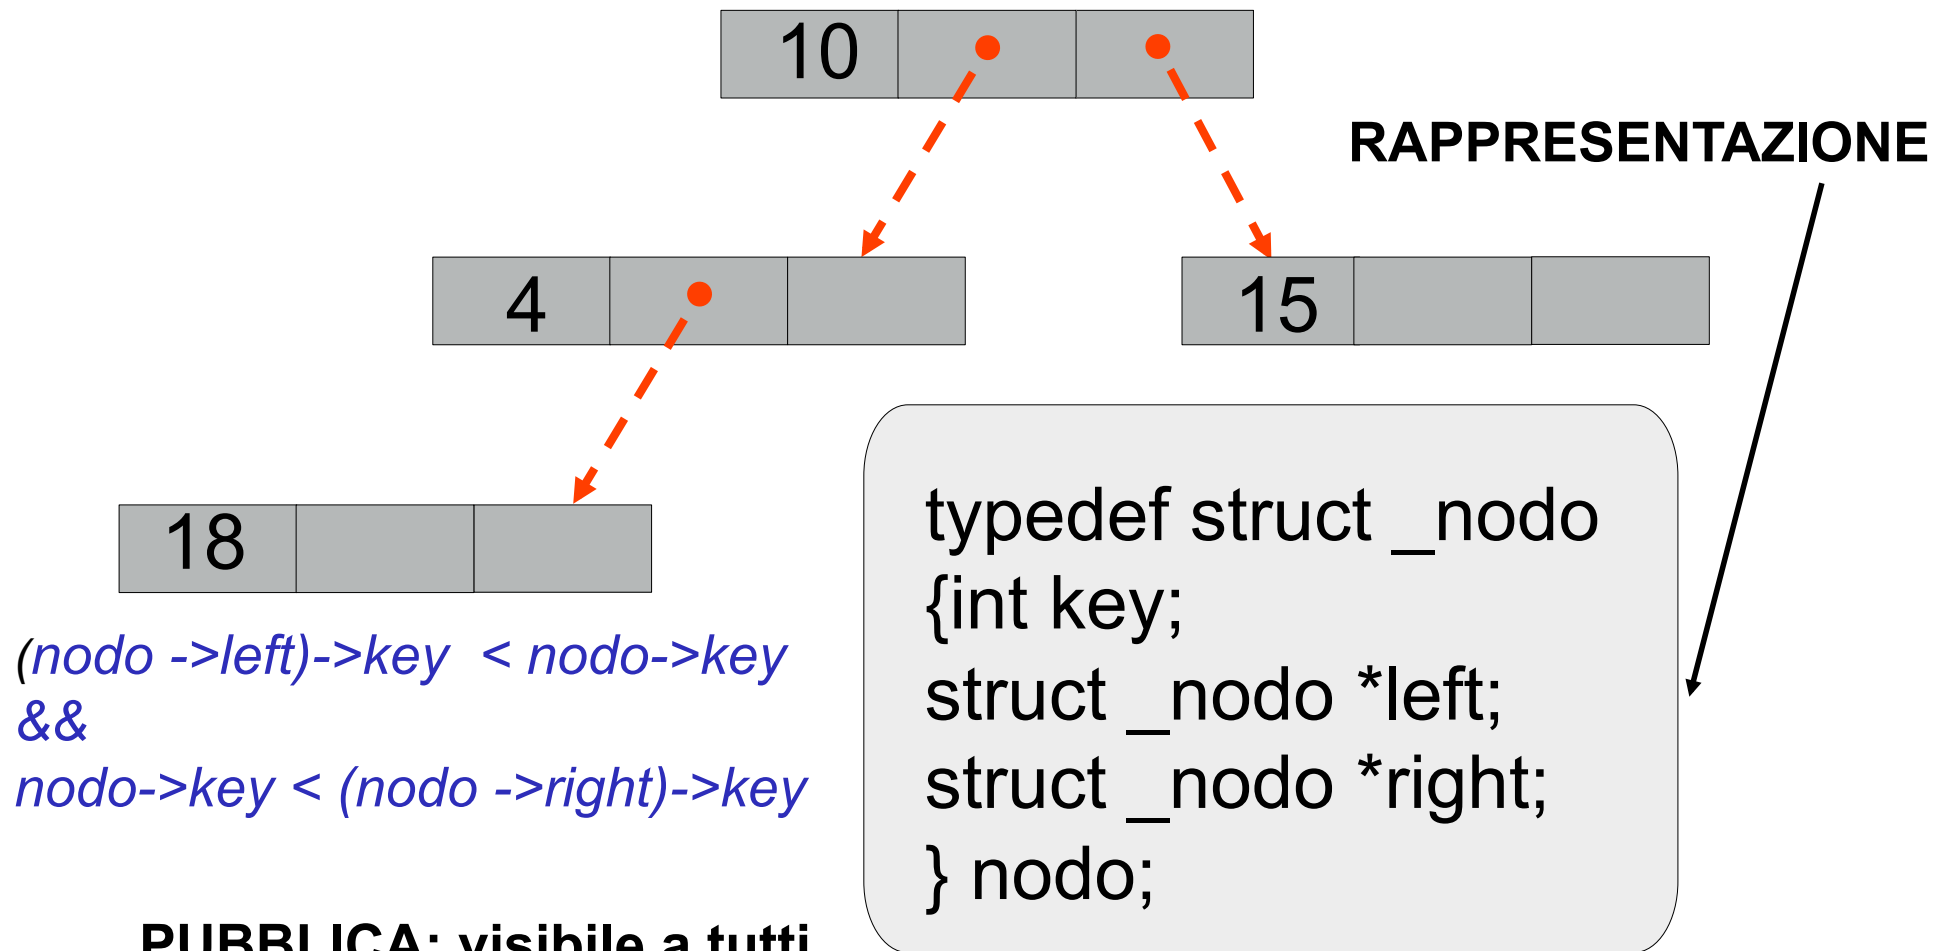 10
RAPPRESENTAZIONE
4
15
18
typedef struct _nodo
{int key;
struct _nodo *left;
struct _nodo *right;
} nodo;
(nodo ->left)->key < nodo->key
&&
nodo->key < (nodo ->right)->key
PUBBLICA: visibile a tutti